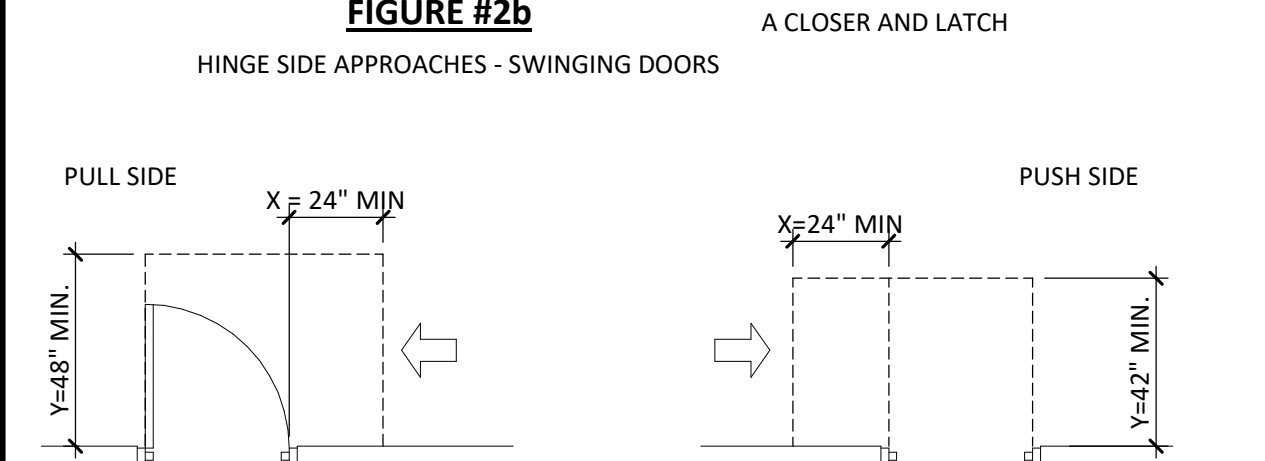 FIGURE #2b
A CLOSER AND LATCH
HINGE SIDE APPROACHES - SWINGING DOORS
PULL SIDE
PUSH SIDE
X = 24" MIN
X=24" MIN
Y=48" MIN.
Y=42" MIN.